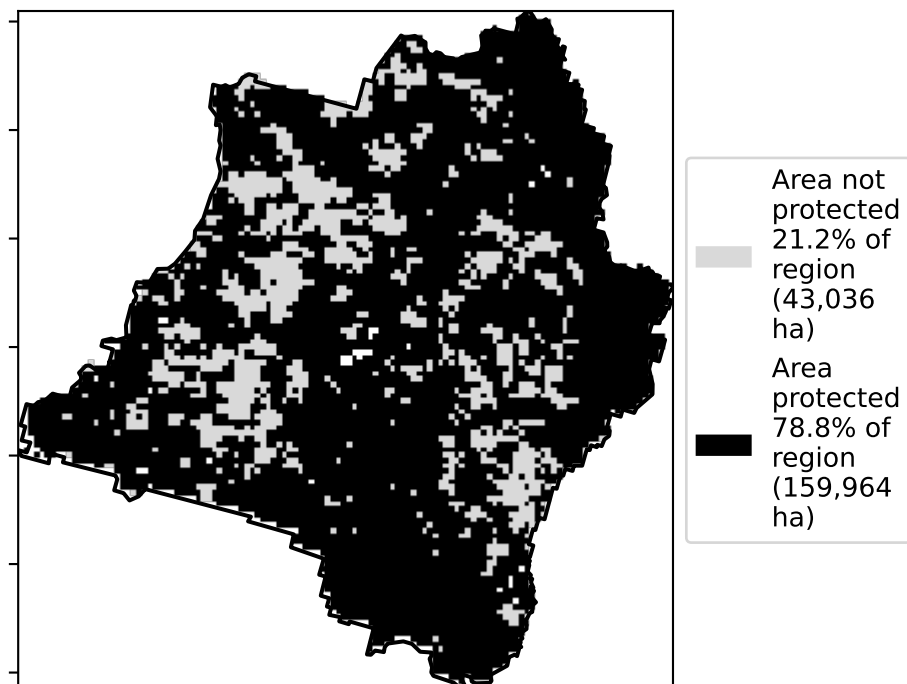 Area not
protected
21.2% of
region
(43,036
ha)
Area
protected
78.8% of
region
(159,964
ha)